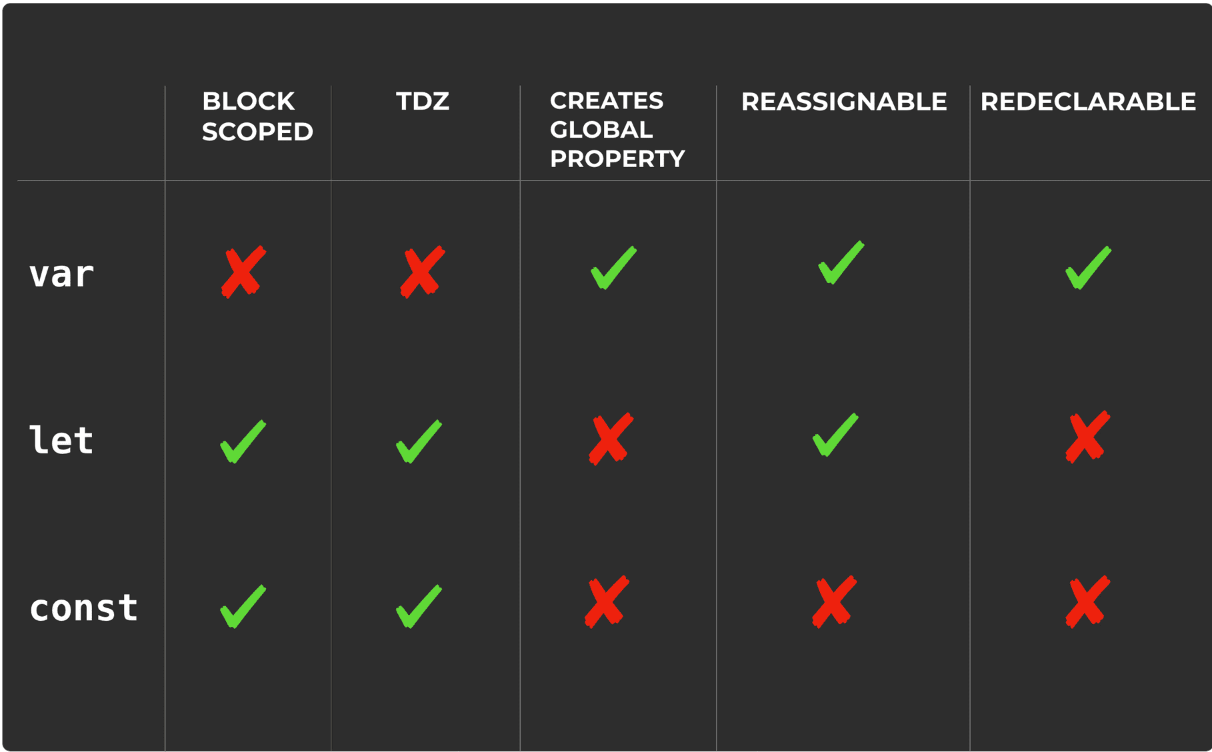 BLOCK
SCOPED
TDZ
CREATES
GLOBAL
PROPERTY
REASSIGNABLE
REDECLARABLE
var
let
const